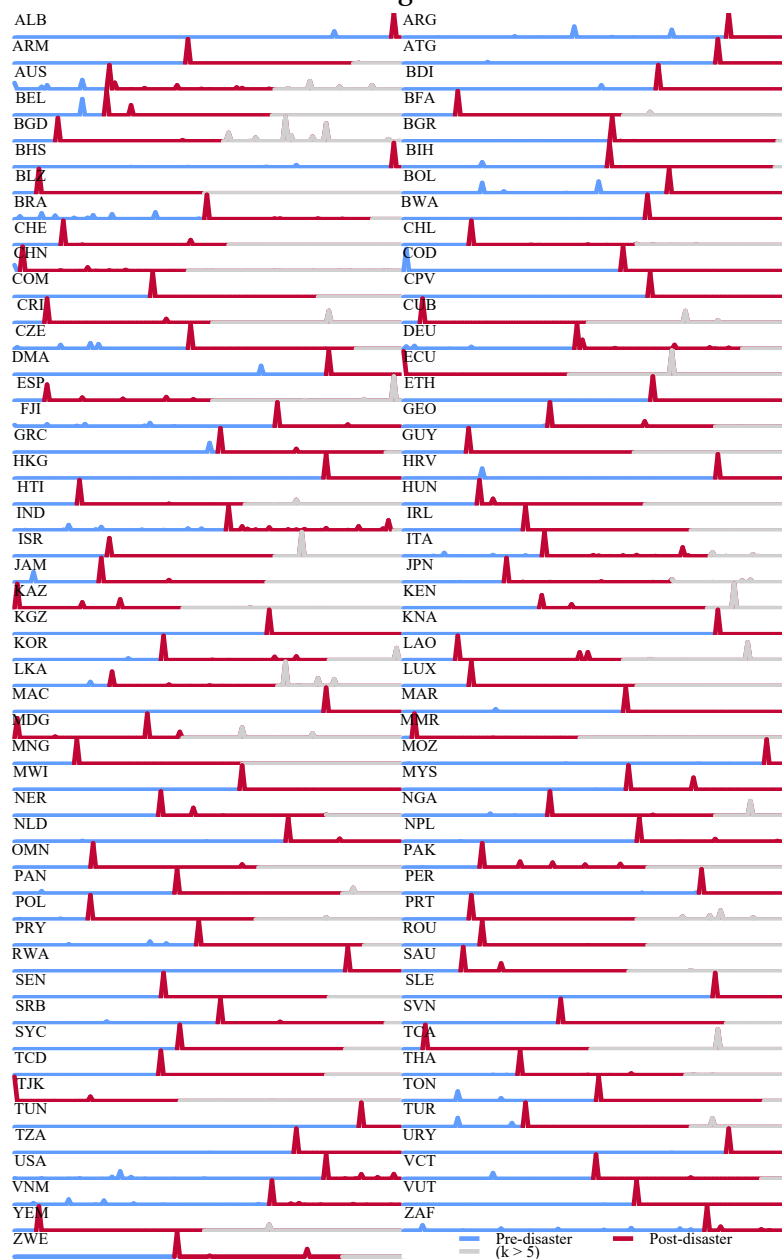 g
ALB ARG
ARM ATG
AUS BDI
BEL BFA
BGD BGR
BHS BIH
BLZ BOL
BRA BWA
CHE CHL
CHN COD
COM CPV
CRI CUB
CZE DEU
DMA ECU
ESP ETH
FJI GEO
GRC GUY
HKG HRV
HTI HUN
IND IRL
ISR ITA
JAM JPN
KAZ KEN
KGZ KNA
KOR LAO
LKA LUX
MAC MAR
MDG MMR
MNG MOZ
MWI MYS
NER NGA
NLD NPL
OMN PAK
PAN PER
POL PRT
PRY ROU
RWA SAU
SEN SLE
SRB SVN
SYC TCA
TCD THA
TJK TON
TUN TUR
TZA URY
USA VCT
VNM VUT
YEM ZAF
ZWE Pre-disaster Post-disaster
(k > 5)